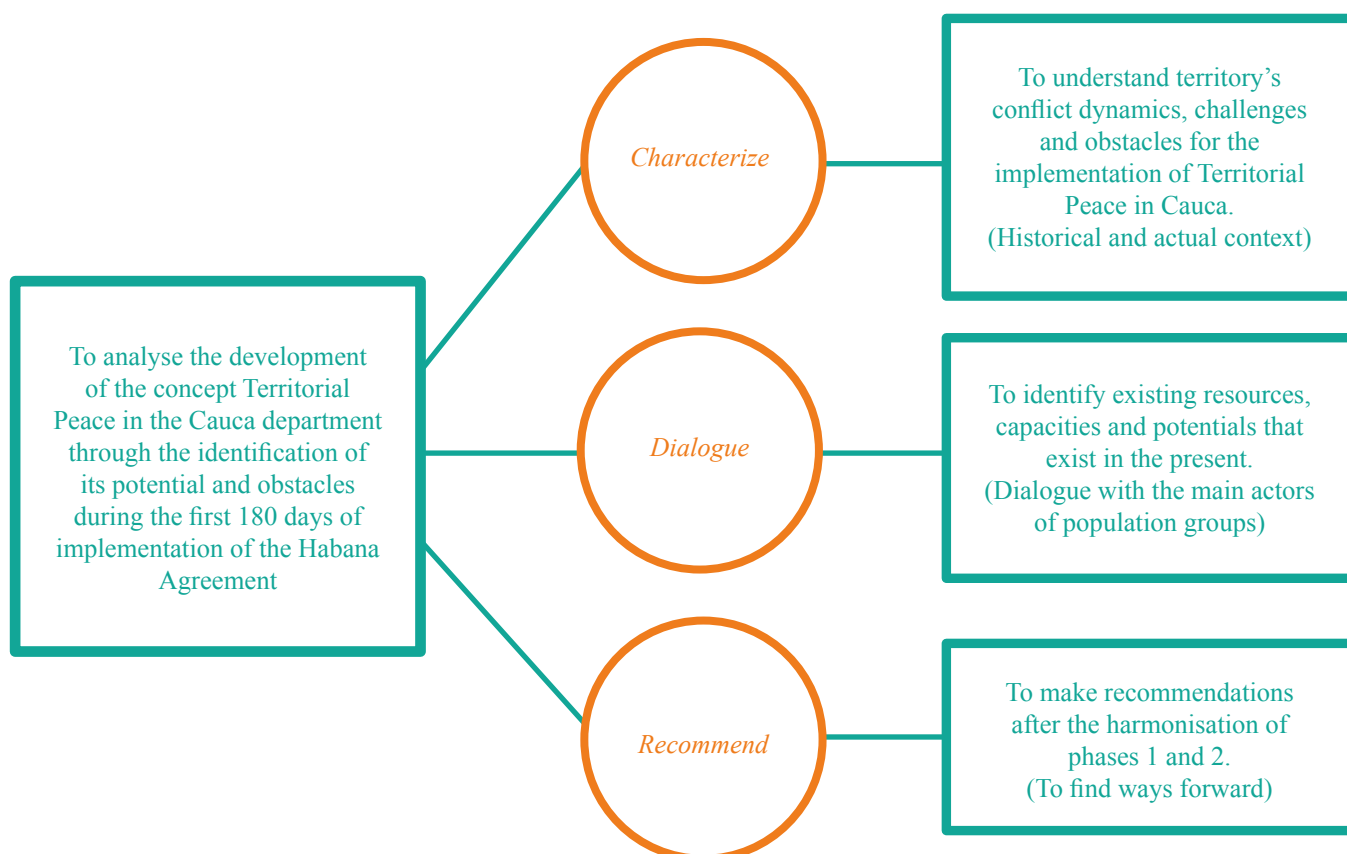 To analyse the development
of the concept Territorial
Peace in the Cauca department
through the identification of
its potential and obstacles
during the first 180 days of
implementation of the Habana
Agreement
Characterize
To understand territory’s
conflict dynamics, challenges
and obstacles for the
implementation of Territorial
Peace in Cauca.
(Historical and actual context)
Dialogue
To identify existing resources,
capacities and potentials that
exist in the present.
(Dialogue with the main actors
of population groups)
Recommend
To make recommendations
after the harmonisation of
phases 1 and 2.
(To find ways forward)